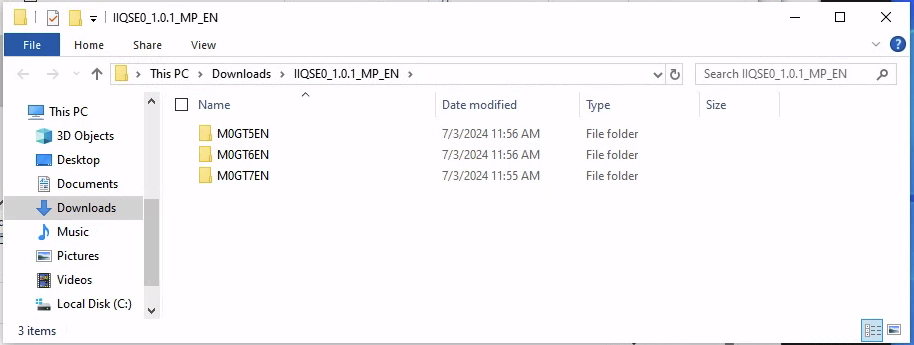 IIQSE0_1.0.1_MP_EN
File Home Share View
This PC Downloads IIQSE0_1.0.1_MP_EN Search IIQSE0_1.0.1_MP_EN
Name Date modified Type Size
M0GT5EN 7/3/2024 11:56 AM File folder
M0GT6EN 7/3/2024 11:56 AM File folder
M0GT7EN 7/3/2024 11:55 AM File folder
This PC
3D Objects
Desktop
Documents
Downloads
Music
Pictures
Videos
Local Disk (C:)
3 items